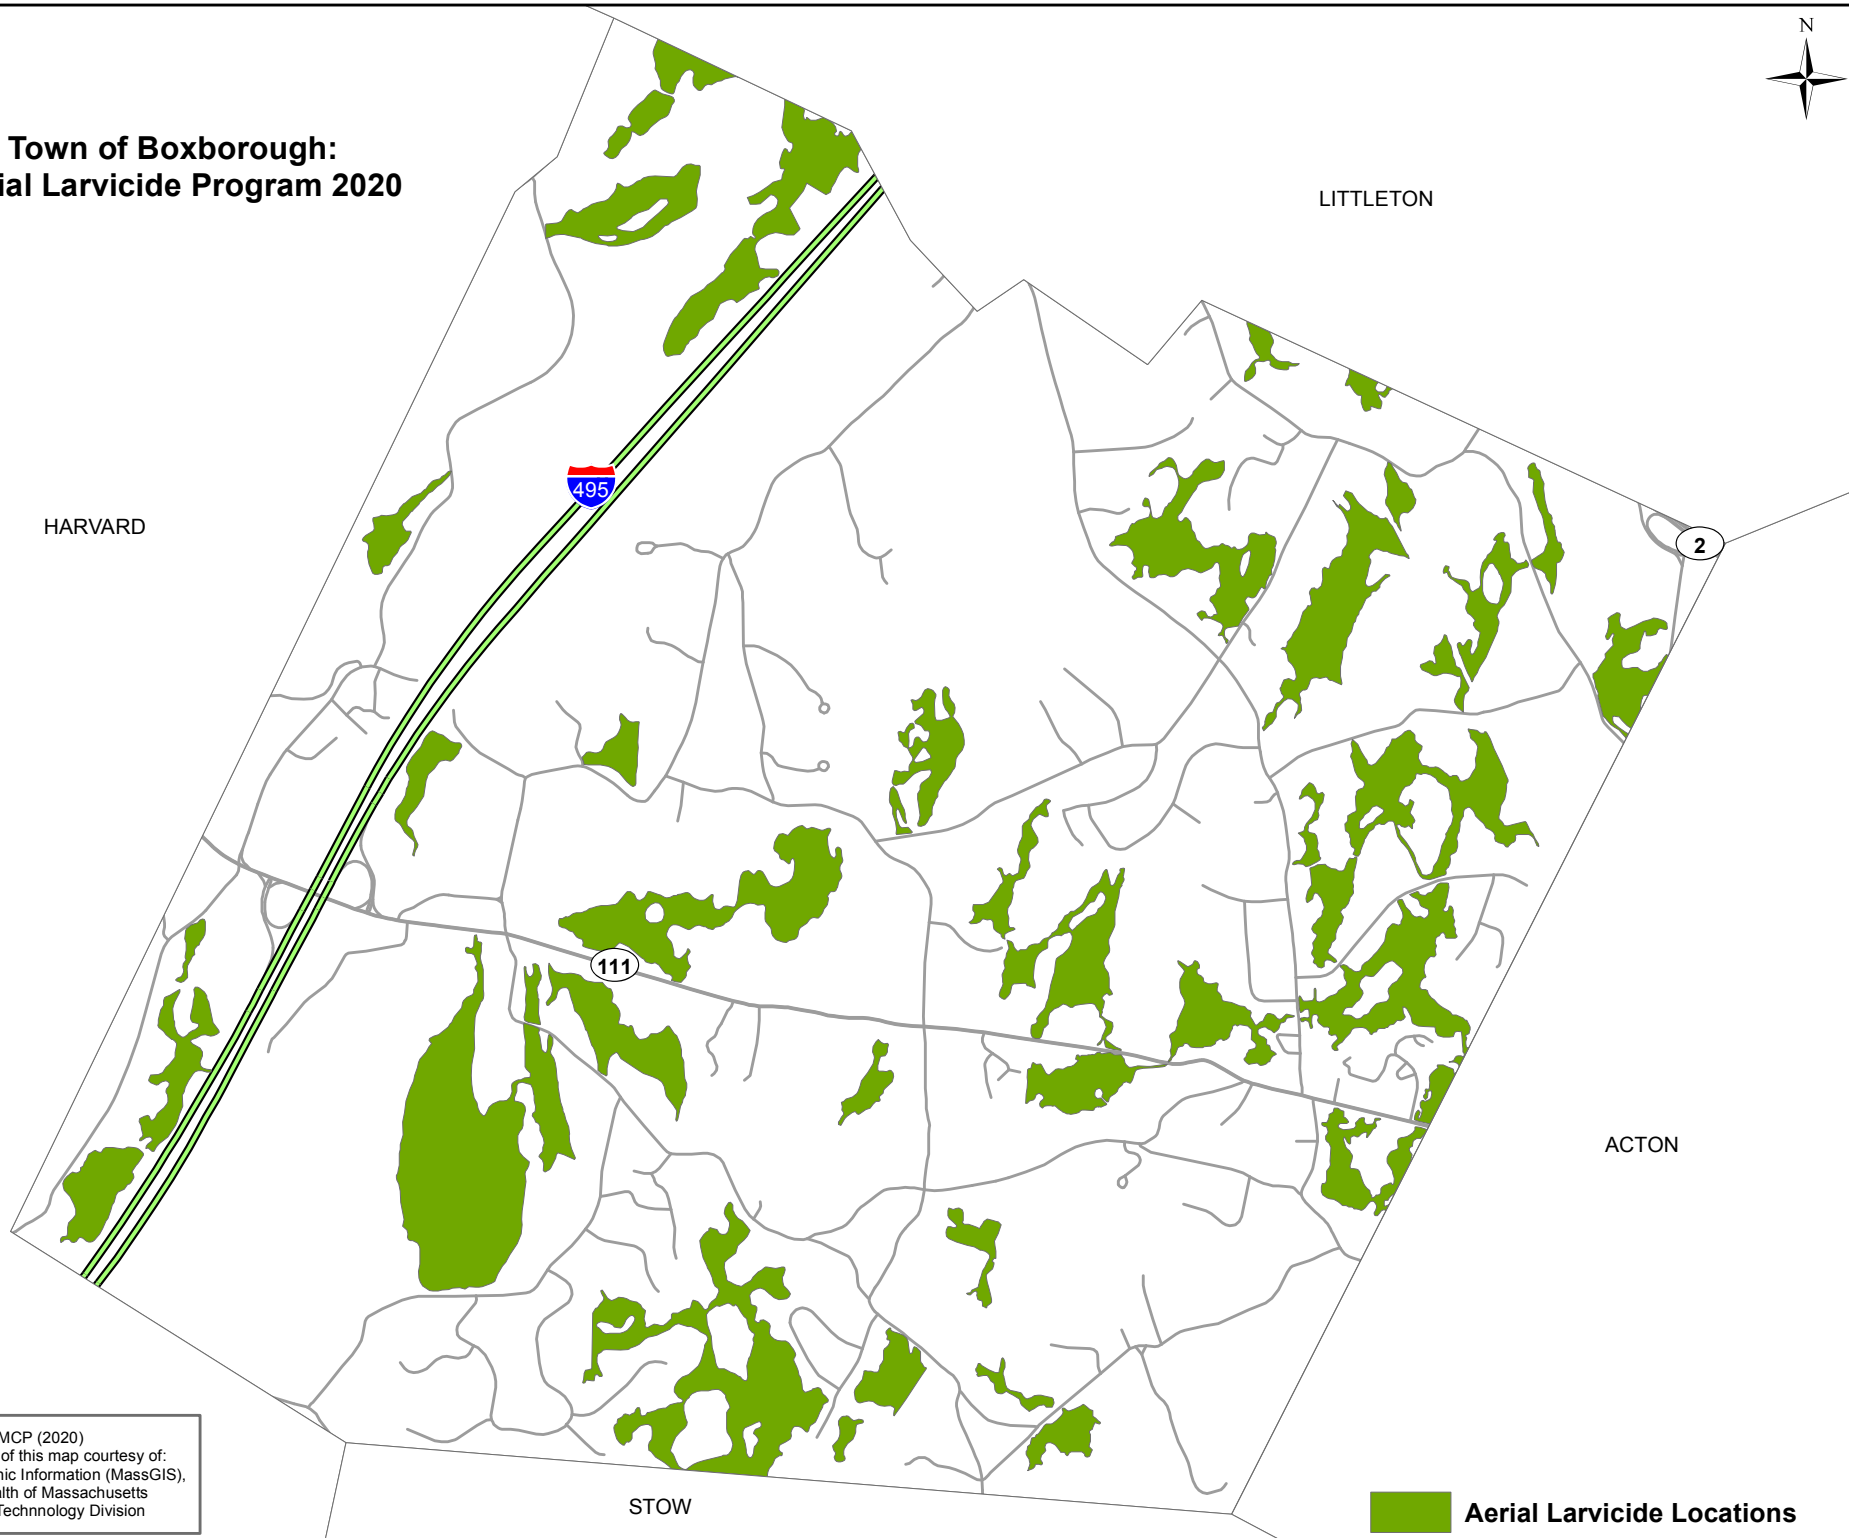 N
Town of Boxborough:
ial Larvicide Program 2020
LITTLETON
HARVARD
495
2
111
ACTON
MCP (2020)
of this map courtesy of:
nic Information (MassGIS),
lth of Massachusetts
Technnology Division
STOW
Aerial Larvicide Locations